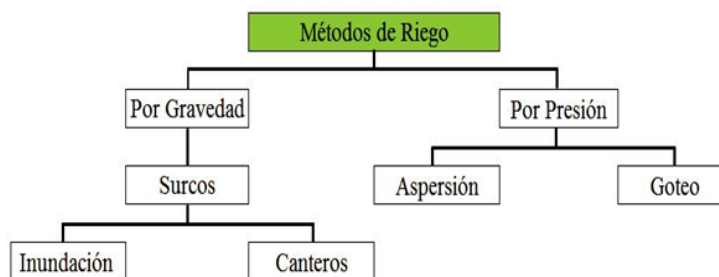 Métodos de Riego
Por Gravedad
Por Presión
Surcos
Aspersión
Goteo
Inundación
Canteros